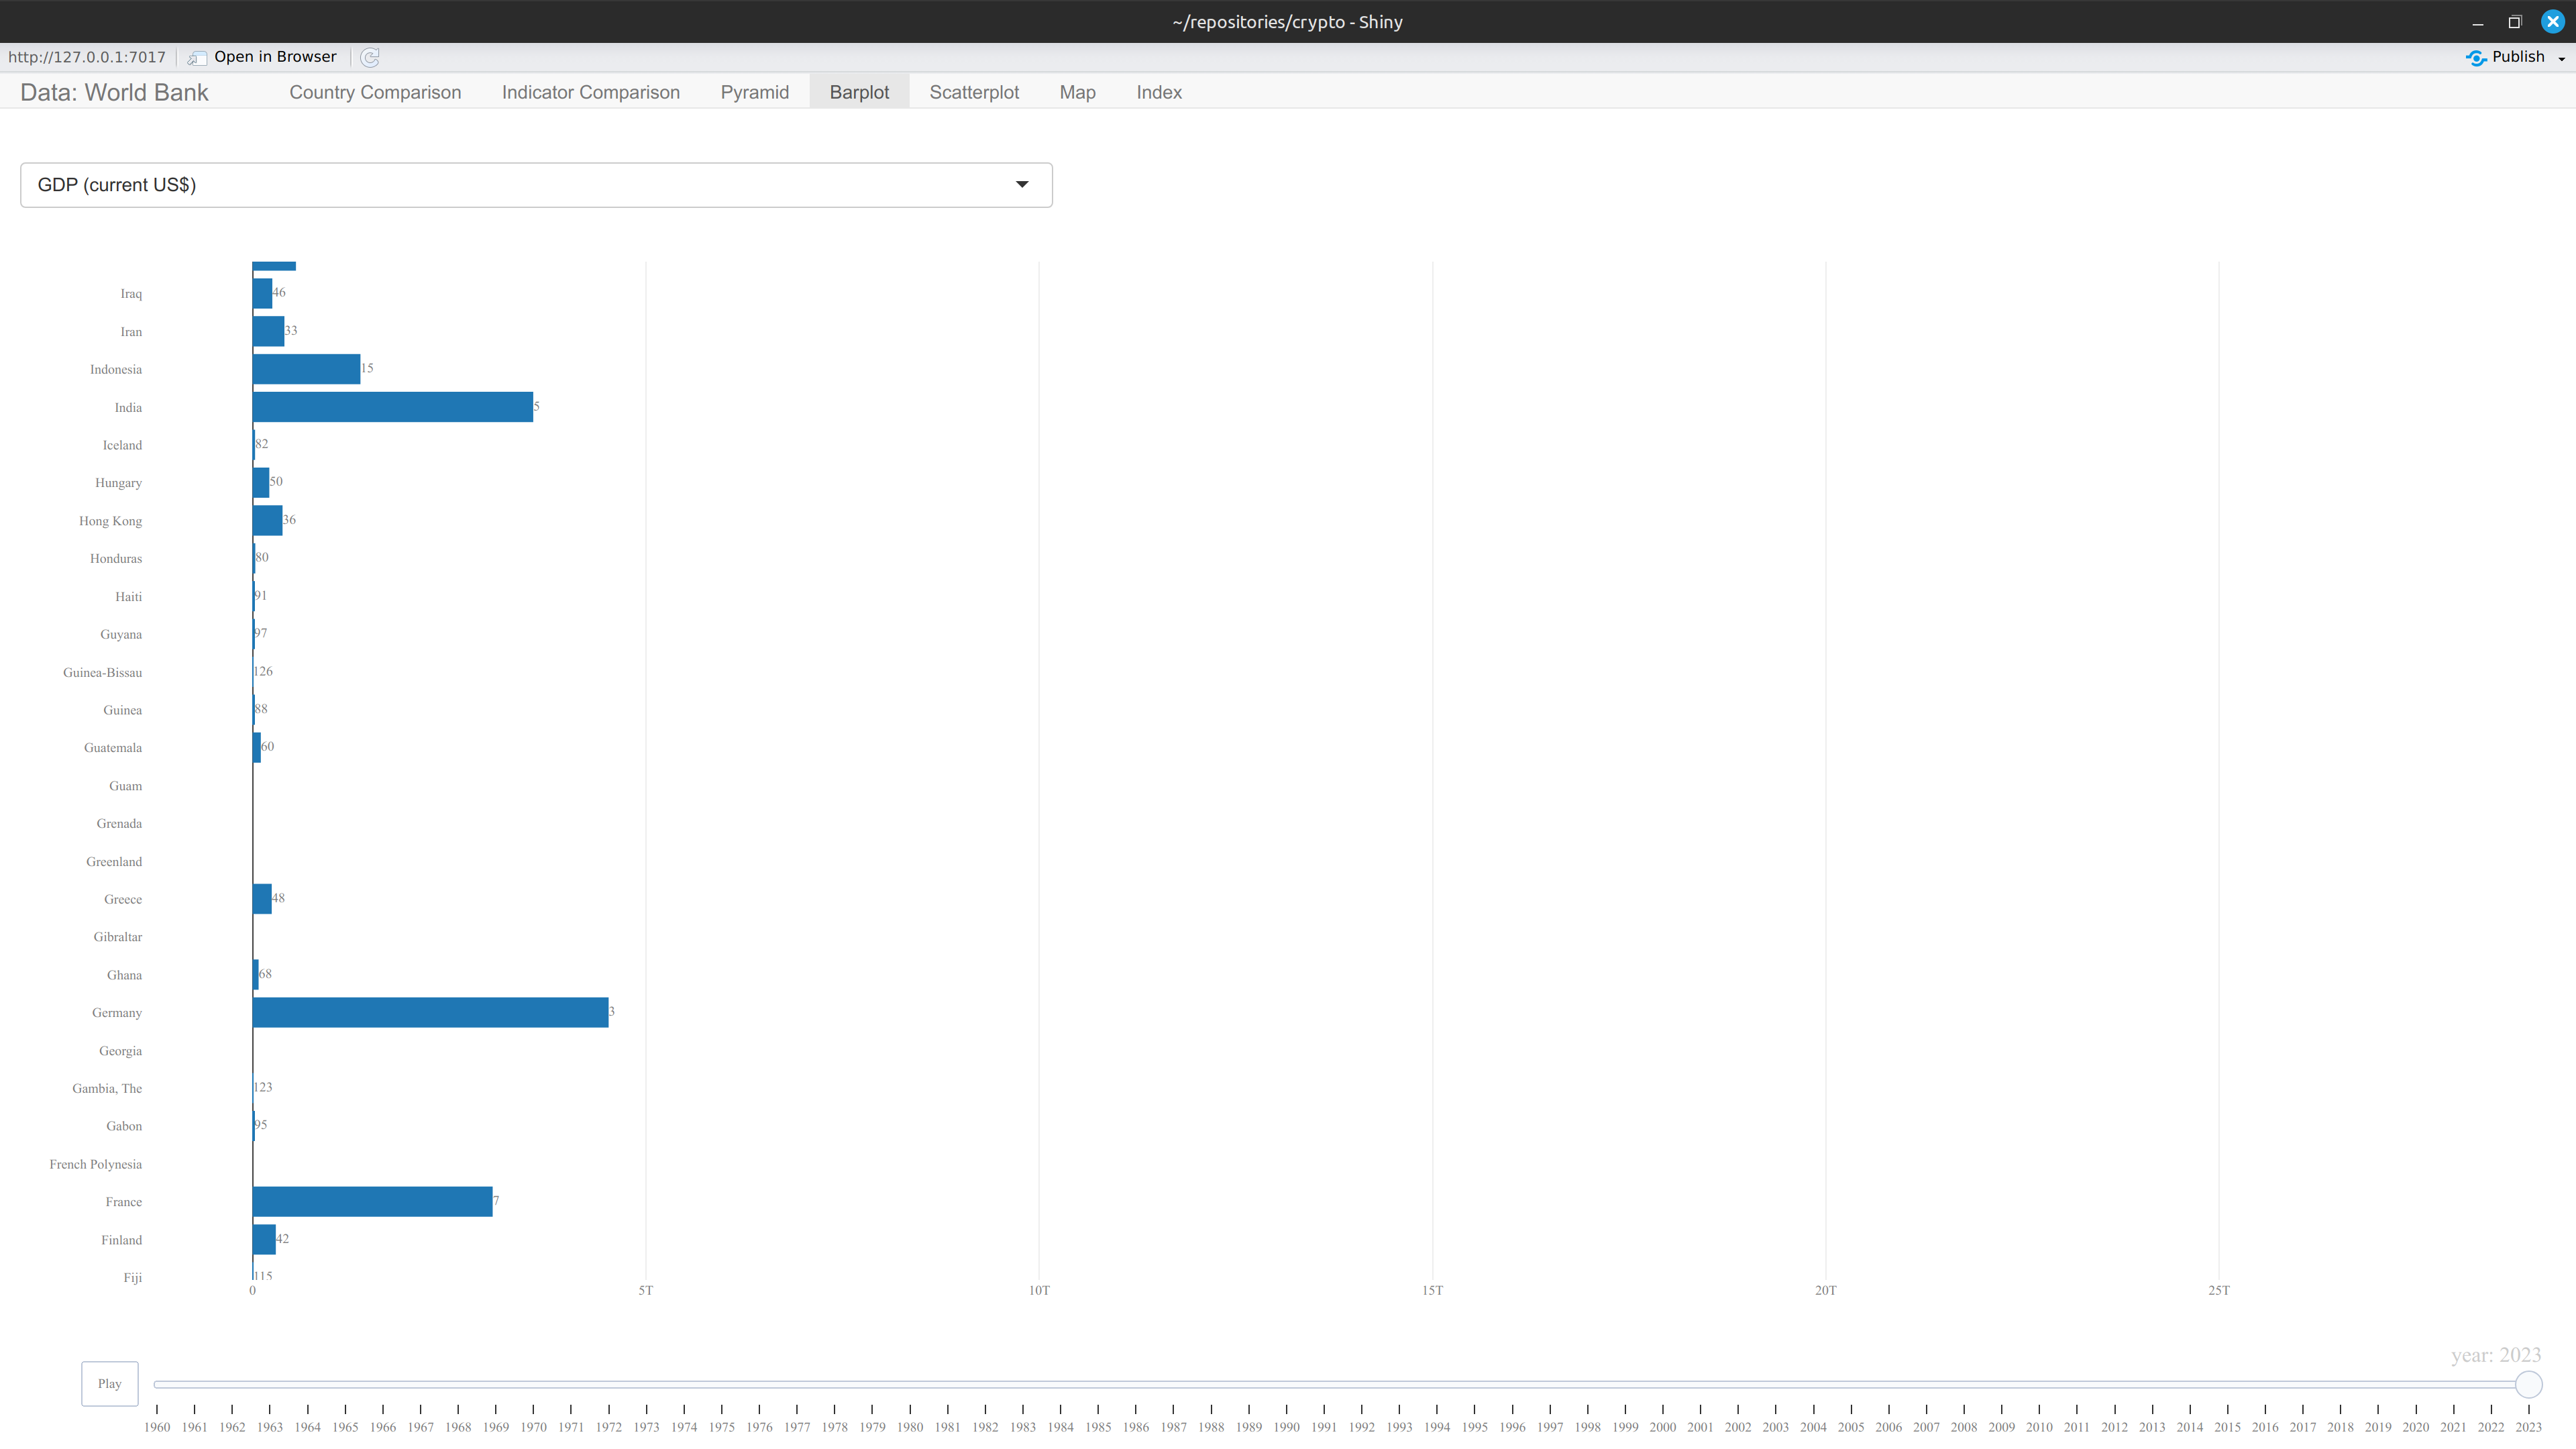 ~/repositories/crypto - Shiny
http://127.0.0.1:7017 Open in Browser Publish
Data: World Bank Country Comparison Indicator Comparison Pyramid Barplot Scatterplot Map Index
GDP (current US$)
Iraq 46
Iran 33
Indonesia 15
India 5
Iceland 82
Hungary 50
Hong Kong 36
Honduras 80
Haiti 91
Guyana 97
Guinea-Bissau 126
Guinea 88
Guatemala 60
Guam
Grenada
Greenland
Greece 48
Gibraltar
Ghana 68
Germany 3
Georgia
Gambia, The 123
Gabon 95
French Polynesia
France 7
Finland 42
Fiji 115
0 5T 10T 15T 20T 25T
year: 2023
Play
1960 1961 1962 1963 1964 1965 1966 1967 1968 1969 1970 1971 1972 1973 1974 1975 1976 1977 1978 1979 1980 1981 1982 1983 1984 1985 1986 1987 1988 1989 1990 1991 1992 1993 1994 1995 1996 1997 1998 1999 2000 2001 2002 2003 2004 2005 2006 2007 2008 2009 2010 2011 2012 2013 2014 2015 2016 2017 2018 2019 2020 2021 2022 2023